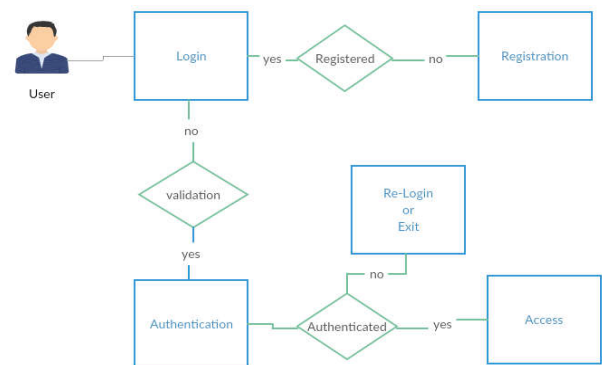 Login
yes
Registered
no
Registration
User
no
validation
Re-Login
or
Exit
yes
no
Authentication
Authenticated
yes
Access